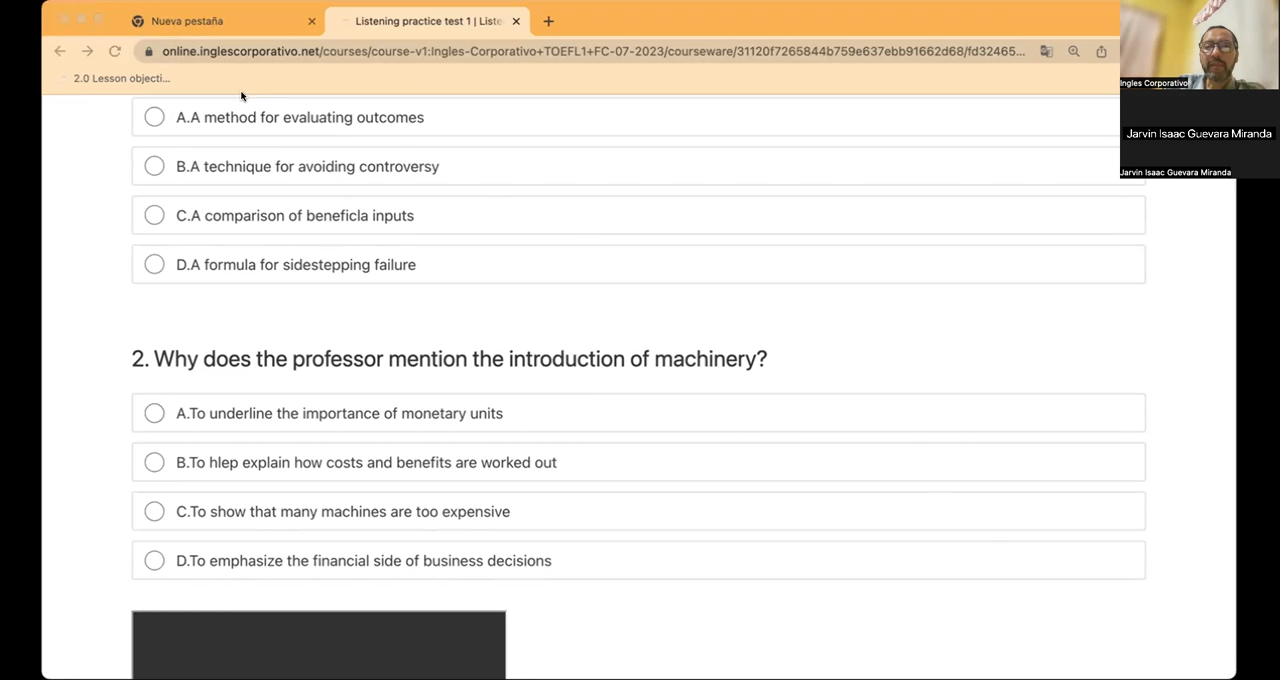 Nueva pestaña
Listening practice test 1 | Liste
online.inglescorporativo.net/courses/course-v1:Ingles-Corporativo+TOEFL1+FC-07-2023/courseware/31120f7265844b759e637ebb91662d68/fd32465...
2.0 Lesson objecti...
Ingles Corporativo
Jarvin Isaac Guevara Miranda
Jarvin Isaac Guevara Miranda
A.A method for evaluating outcomes
B.A technique for avoiding controversy
C.A comparison of beneficla inputs
D.A formula for sidestepping failure
2. Why does the professor mention the introduction of machinery?
A.To underline the importance of monetary units
B.To hlep explain how costs and benefits are worked out
C.To show that many machines are too expensive
D.To emphasize the financial side of business decisions